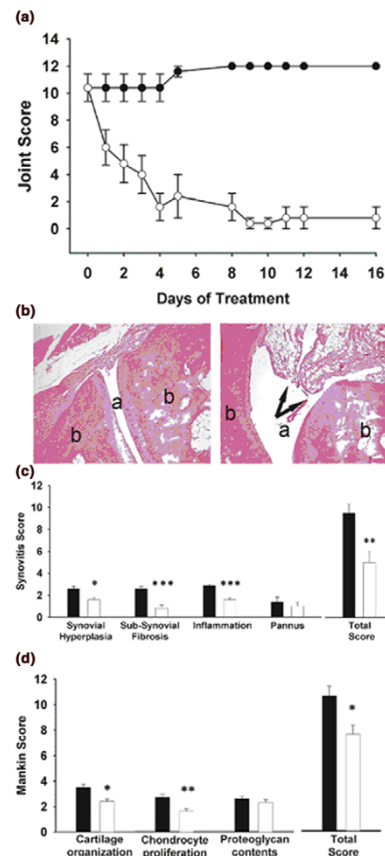 (a)
14
12
10
8
6
4
2
0
Joint Score
0 2 4 6 8 10 12 14 16
Days of Treatment
(b)
b a b
b a b
(c)
12
10
8
6
4
2
0
Synovitis Score
* *** *** **
Synovial Sub-Synovial Inflammation Pannus Total
Hyperplasia Fibrosis Score
(d)
12
10
8
6
4
2
0
Mankin Score
* ** *
Cartilage Chondrocyte Proteoglycan Total
organization proliferation contents Score